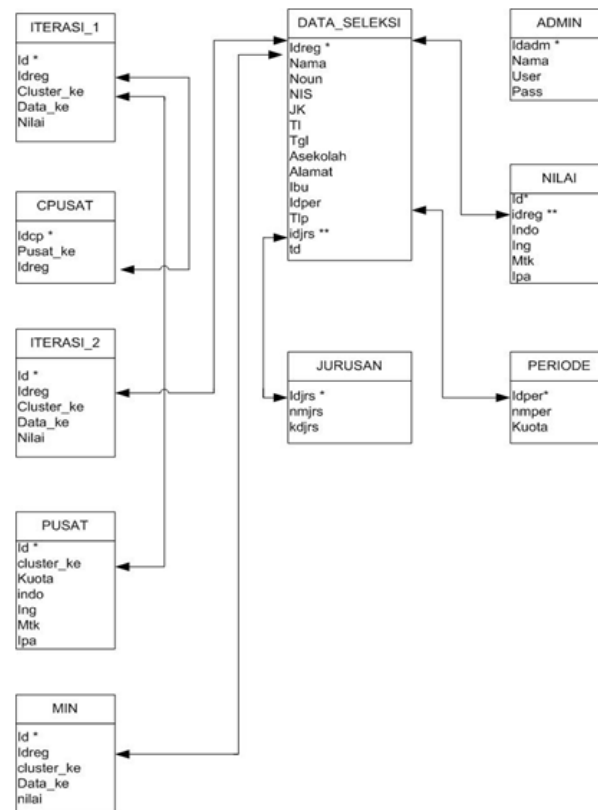 ITERASI_1
Id *
Idreg
Cluster_ke
Data_ke
Nilai
CPUSAT
Idcp *
Pusat_ke
Idreg
ITERASI_2
Id *
Idreg
Cluster_ke
Data_ke
Nilai
PUSAT
Id *
cluster_ke
Kuota
indo
Ing
Mtk
Ipa
MIN
Id *
Idreg
cluster_ke
Data_ke
nilai
DATA_SELEKSI
Idreg *
Nama
Noun
NIS
JK
Tl
Tgl
Asekolah
Alamat
Ibu
Idper
Tlp
idjrs **
td
JURUSAN
Idjrs *
nmjrs
kdjrs
ADMIN
Idadm *
Nama
User
Pass
NILAI
Id*
idreg **
Indo
Ing
Mtk
Ipa
PERIODE
Idper*
nmper
Kuota